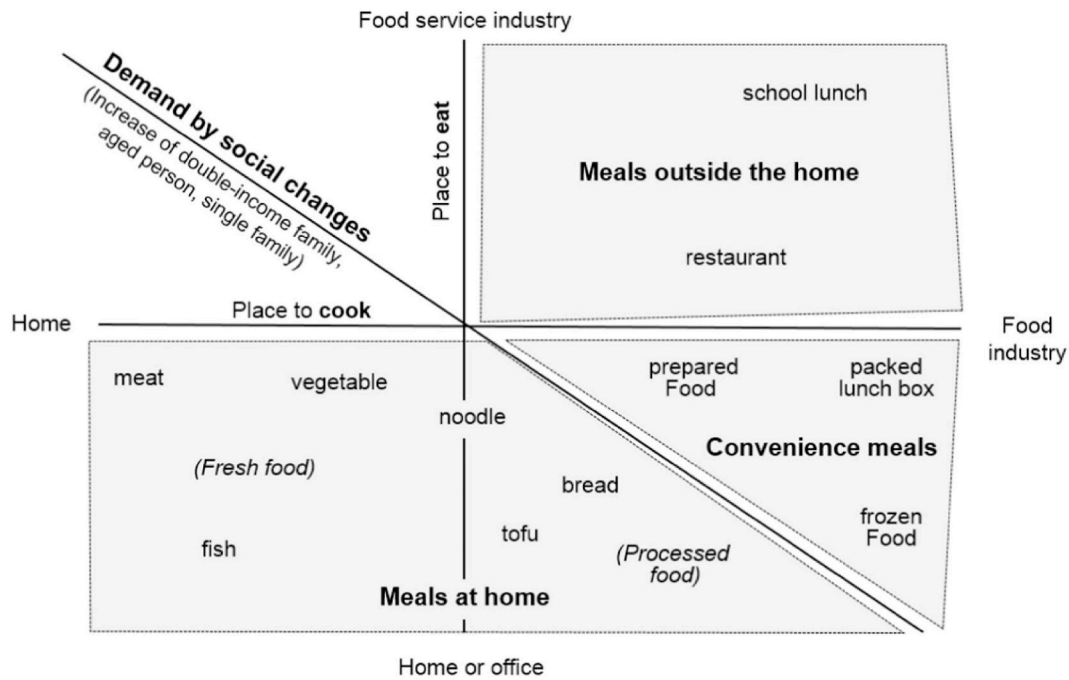 Food service industry
Demand by social changes
(Increase of double-income family,
aged person, single family)
Place to eat
school lunch
Meals outside the home
restaurant
Home
Place to cook
Food
industry
meat
vegetable
noodle
(Fresh food)
fish
bread
tofu
(Processed
food)
Meals at home
prepared
Food
packed
lunch box
Convenience meals
frozen
Food
Home or office